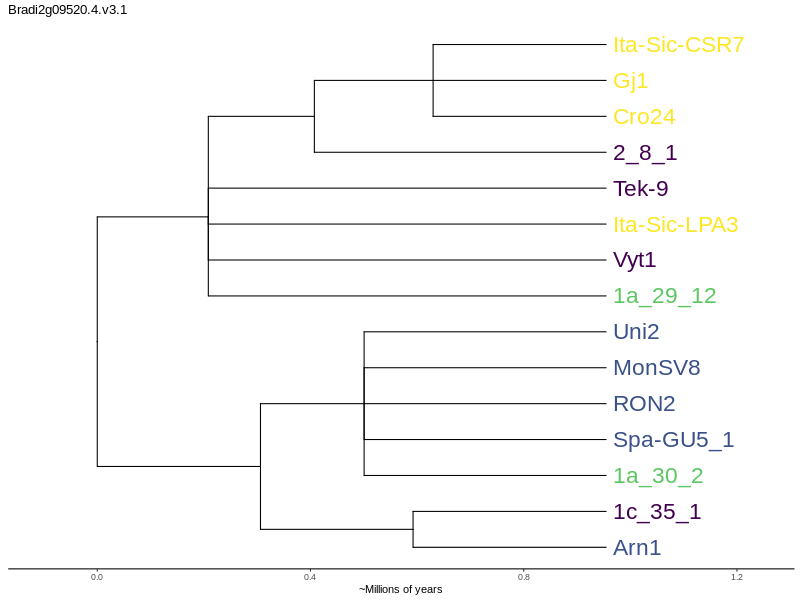 Bradi2g09520.4.v3.1
Ita-Sic-CSR7
Gj1
Cro24
2_8_1
Tek-9
Ita-Sic-LPA3
Vyt1
1a_29_12
Uni2
MonSV8
RON2
Spa-GU5_1
1a_30_2
1c_35_1
Arn1
0.0 0.4 0.8 1.2
~Millions of years